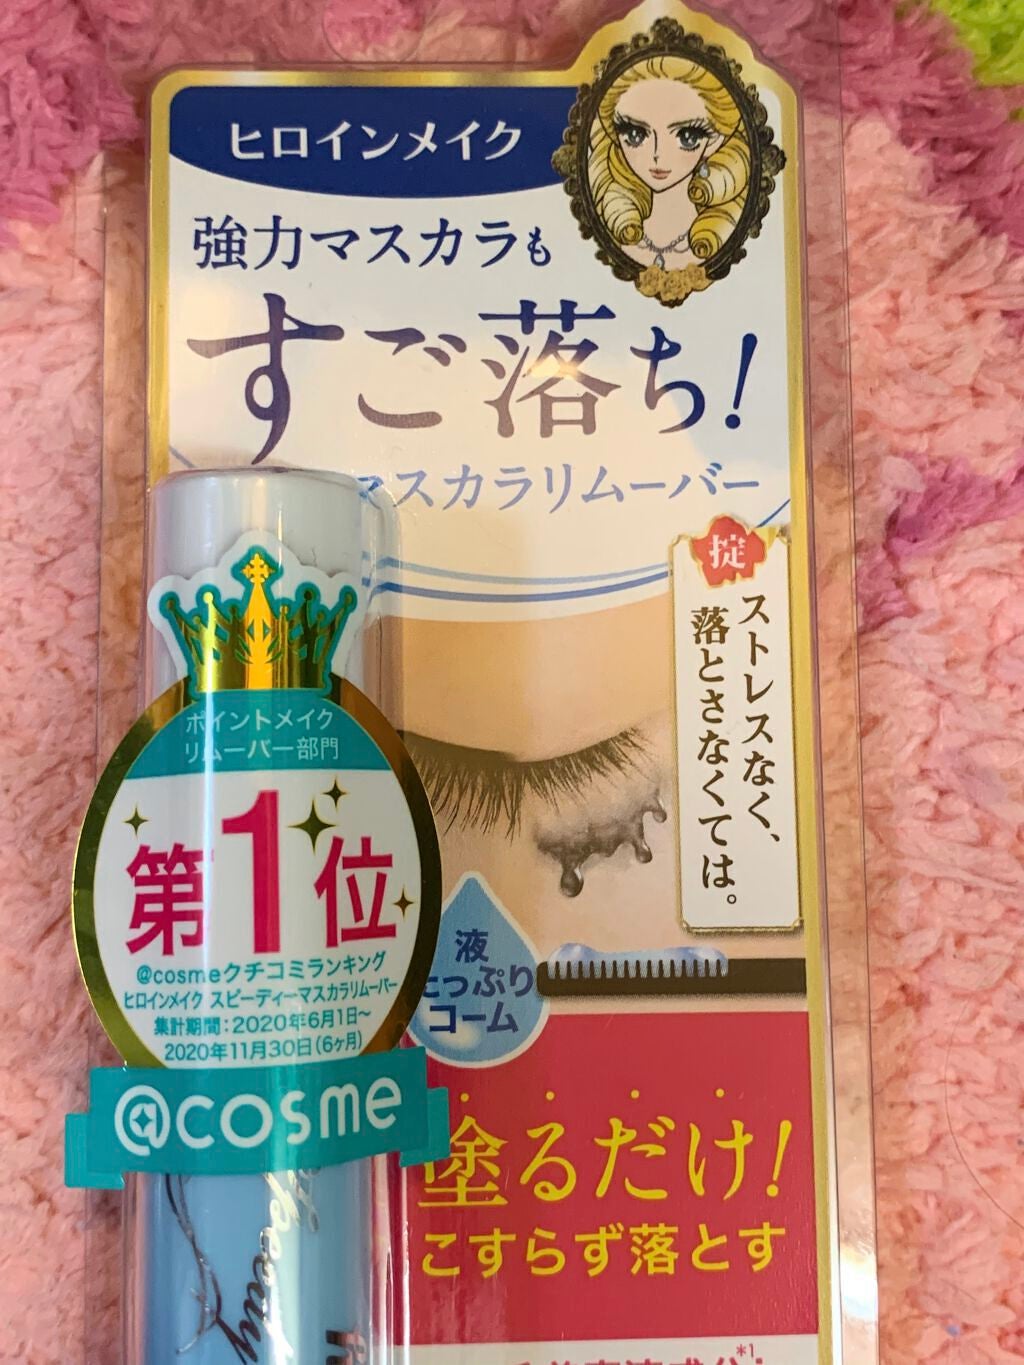 ヒロインメイク
強力マスカラも
すご落ち!
マスカラリムーバー
掟
ストレスなく、
落とさなくては。
ポイントメイク
リムーバー部門
第1位
@cosmeクチコミランキング
ヒロインメイク スピーディーマスカラリムーバー
集計期間:2020年6月1日~
2020年11月30日(6ヶ月)
@cosme
液
たっぷり
コーム
塗るだけ!
こすらず落とす
Speedy